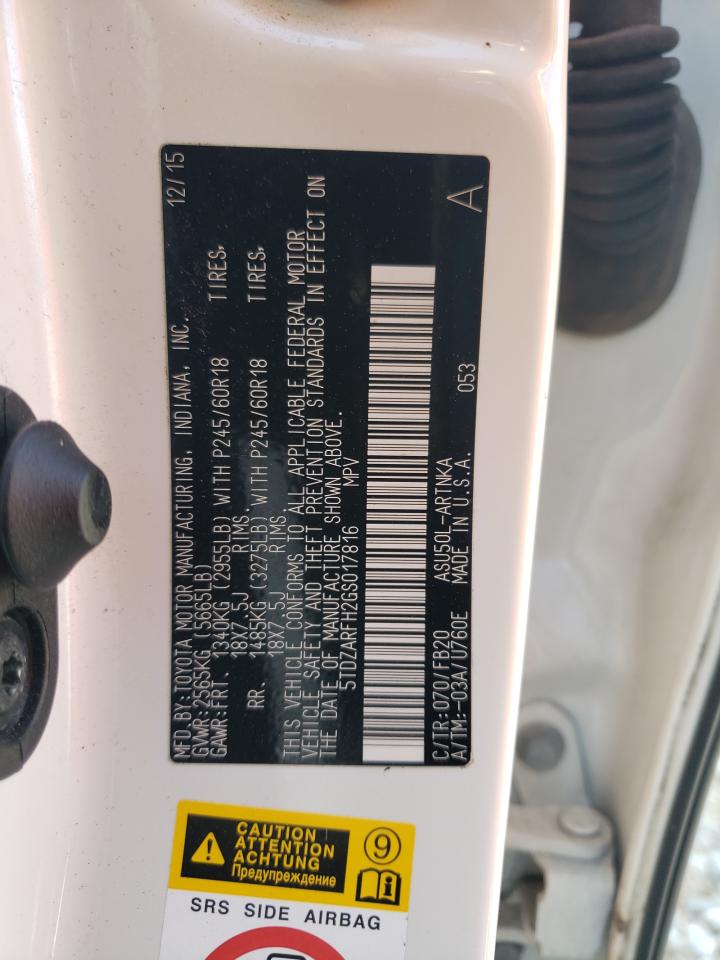 MFD.BY:TOYOTA MOTOR MANUFACTURING, INDIANA, INC. 12/15
GVWR:2565KG (5665LB)
GAWR:FRT. 1340KG (2955LB) WITH P245/60R18 TIRES,
18X7.5J RIMS.
RR. 1485KG (3275LB) WITH P245/60R18 TIRES,
18X7.5J RIMS.
THIS VEHICLE CONFORMS TO ALL APPLICABLE FEDERAL MOTOR
VEHICLE SAFETY AND THEFT PREVENTION STANDARDS IN EFFECT ON
THE DATE OF MANUFACTURE SHOWN ABOVE.
5TDZARFH2GS017816 MPV
C/TR:070/FB20 ASU50L-ARTNKA 053 A
A/TM:-03A/U760E MADE IN U.S.A.
CAUTION
ATTENTION
ACHTUNG
Предупреждение
9
i
SRS SIDE AIRBAG